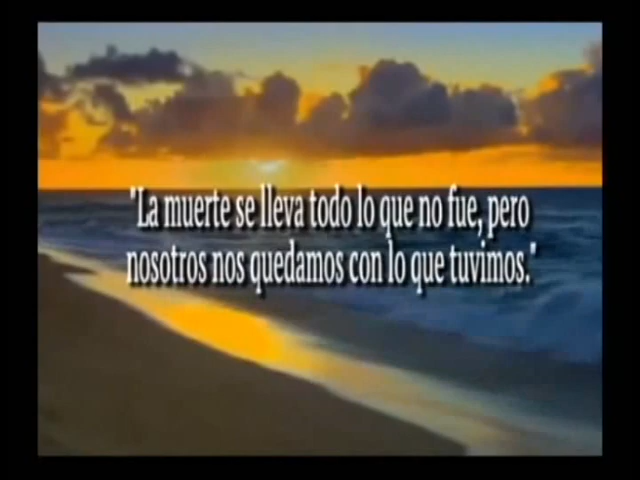 "La muerte se lleva todo lo que no fue, pero
nosotros nos quedamos con lo que tuvimos."